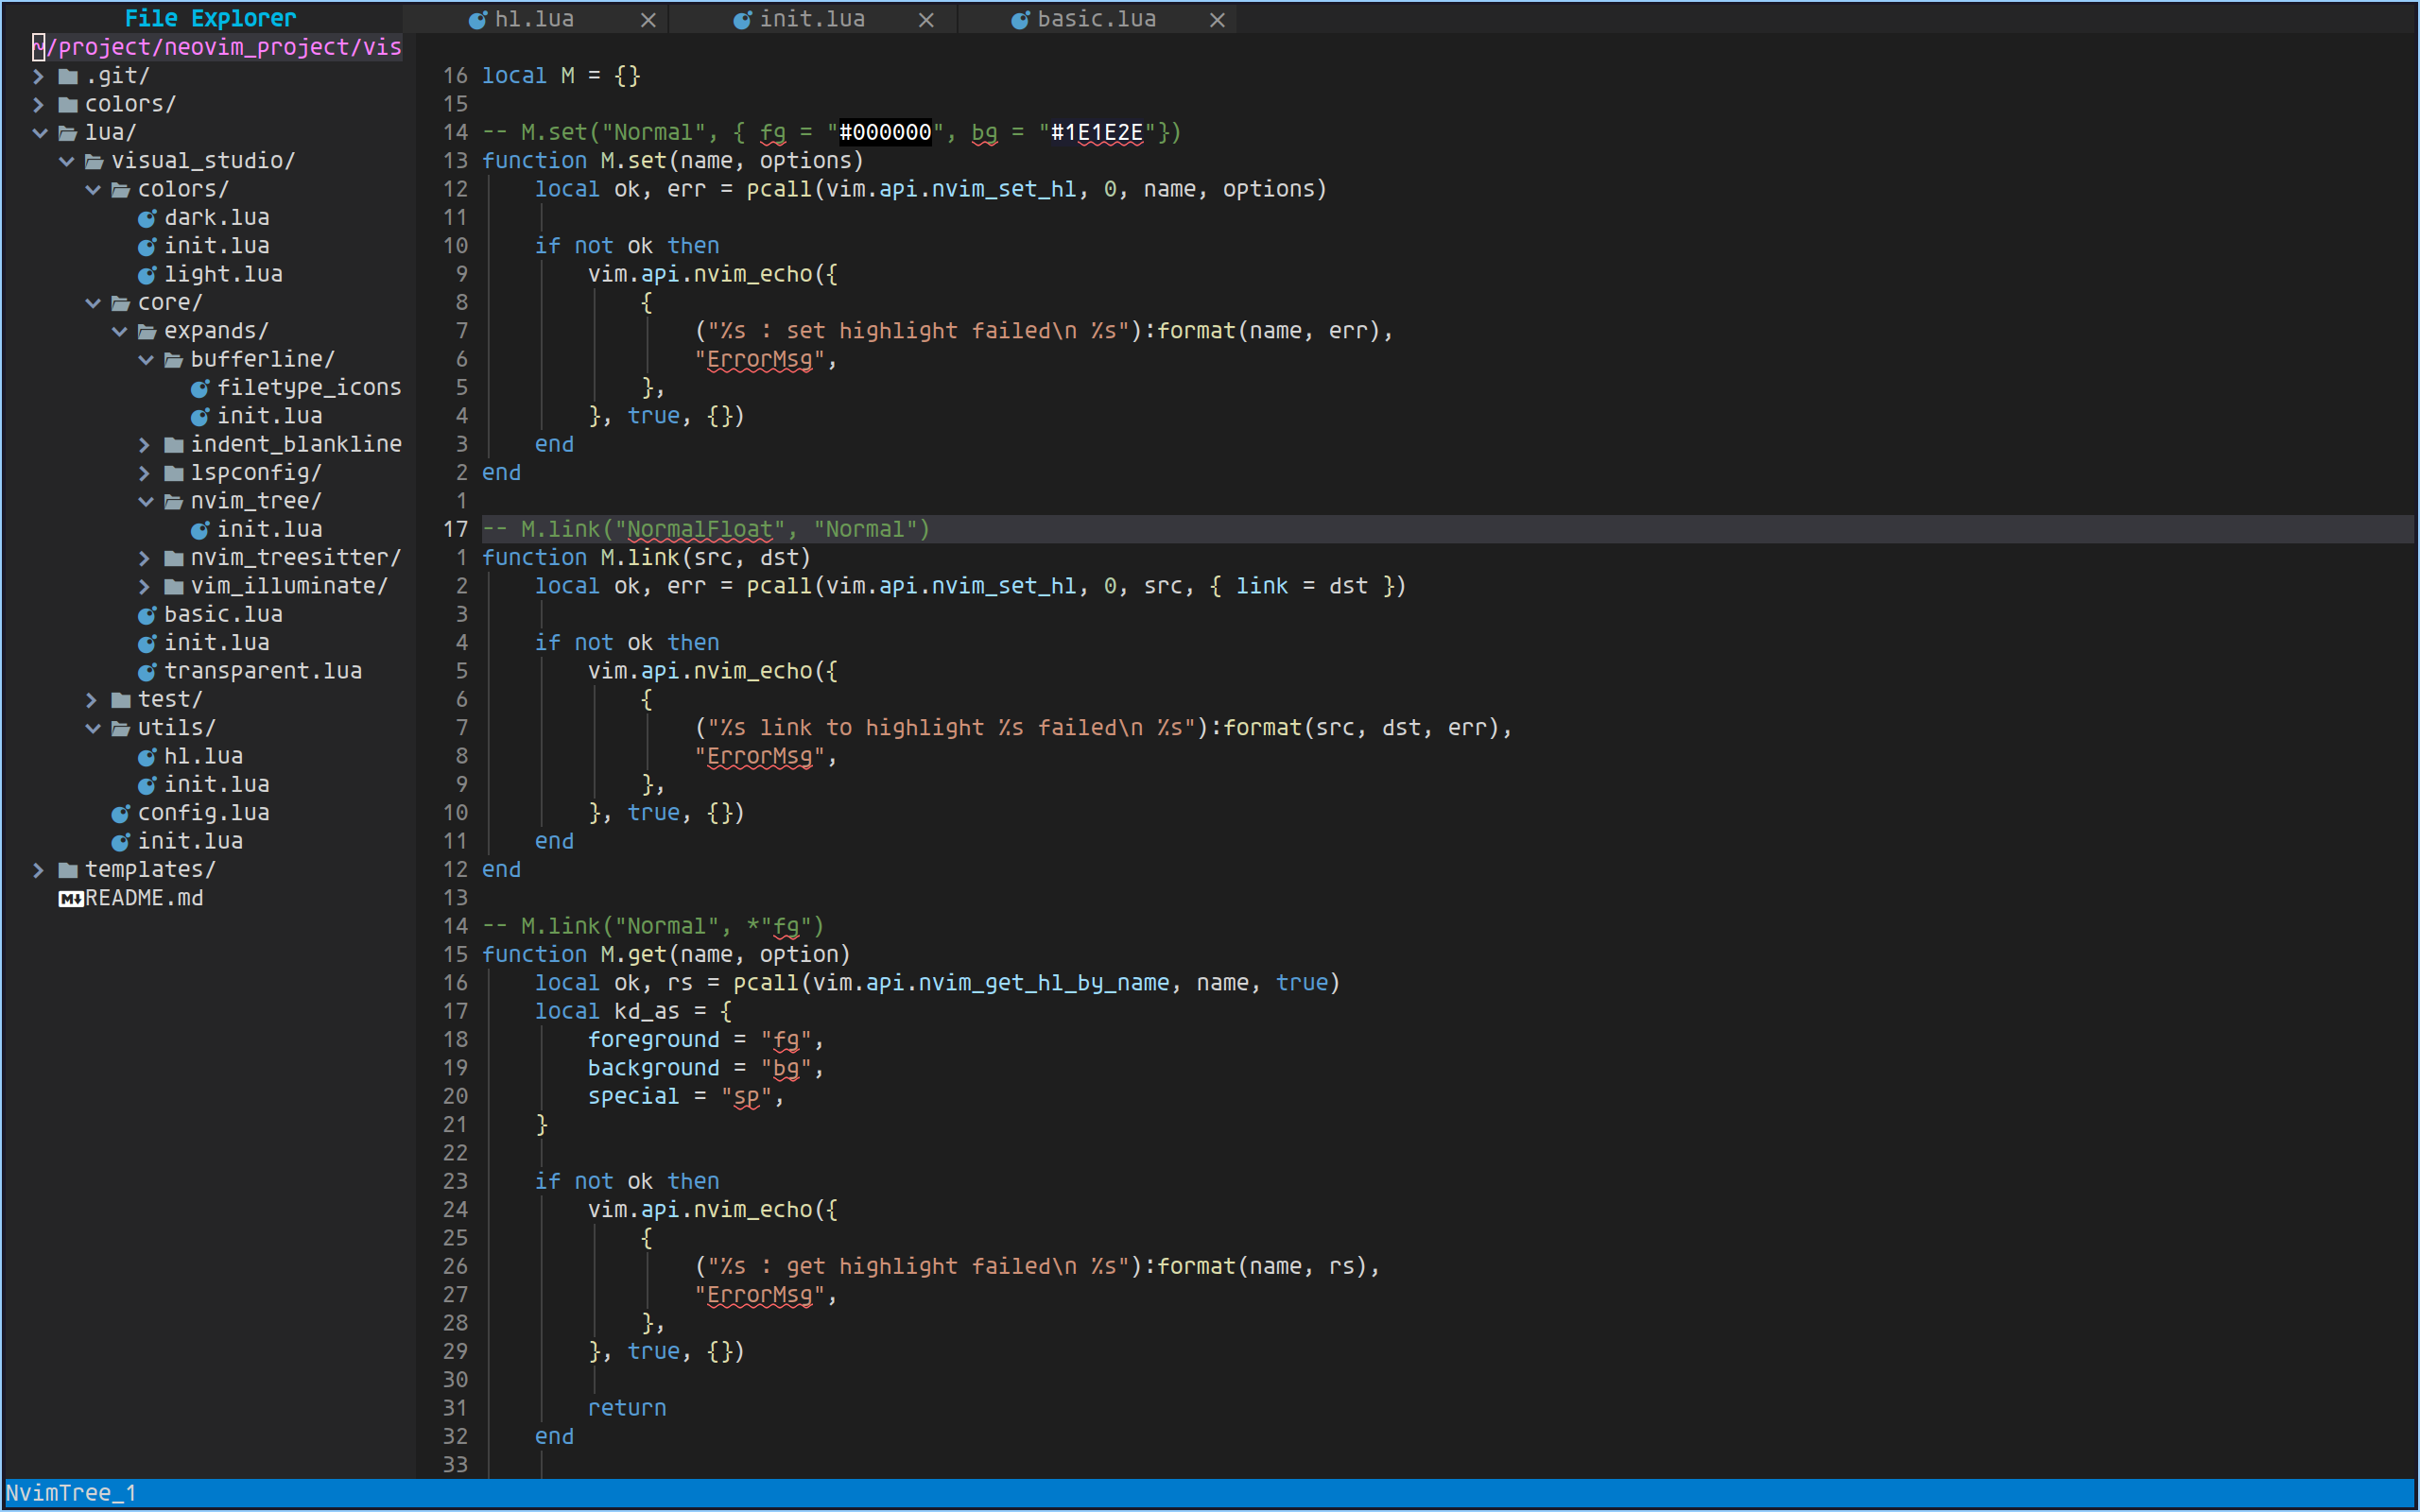 File Explorer
~/project/neovim_project/vis
.git/
colors/
lua/
visual_studio/
colors/
dark.lua
init.lua
light.lua
core/
expands/
bufferline/
filetype_icons
init.lua
indent_blankline
lspconfig/
nvim_tree/
init.lua
nvim_treesitter/
vim_illuminate/
basic.lua
init.lua
transparent.lua
test/
utils/
hl.lua
init.lua
config.lua
init.lua
templates/
README.md
hl.lua × init.lua × basic.lua ×
16 local M = {}
15
14 -- M.set("Normal", { fg = "#000000", bg = "#1E1E2E"})
13 function M.set(name, options)
12     local ok, err = pcall(vim.api.nvim_set_hl, 0, name, options)
11
10     if not ok then
9         vim.api.nvim_echo({
8             {
7                 ("%s : set highlight failed\n %s"):format(name, err),
6                 "ErrorMsg",
5             },
4         }, true, {})
3     end
2 end
1
17 -- M.link("NormalFloat", "Normal")
1 function M.link(src, dst)
2     local ok, err = pcall(vim.api.nvim_set_hl, 0, src, { link = dst })
3
4     if not ok then
5         vim.api.nvim_echo({
6             {
7                 ("%s link to highlight %s failed\n %s"):format(src, dst, err),
8                 "ErrorMsg",
9             },
10         }, true, {})
11     end
12 end
13
14 -- M.link("Normal", *"fg")
15 function M.get(name, option)
16     local ok, rs = pcall(vim.api.nvim_get_hl_by_name, name, true)
17     local kd_as = {
18         foreground = "fg",
19         background = "bg",
20         special = "sp",
21     }
22
23     if not ok then
24         vim.api.nvim_echo({
25             {
26                 ("%s : get highlight failed\n %s"):format(name, rs),
27                 "ErrorMsg",
28             },
29         }, true, {})
30
31         return
32     end
33
NvimTree_1